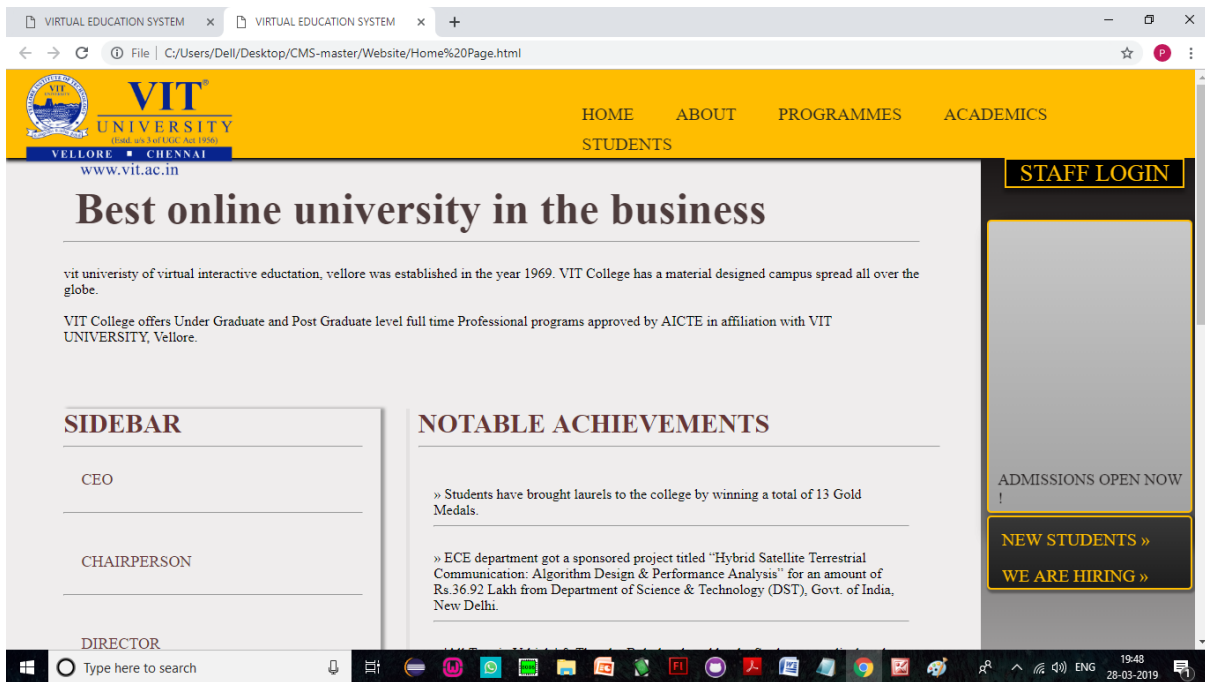 VIRTUAL EDUCATION SYSTEM
VIRTUAL EDUCATION SYSTEM
File | C:/Users/Dell/Desktop/CMS-master/Website/Home%20Page.html
P
VIT
VIT®
UNIVERSITY
(Estd. u/s 3 of UGC Act 1956)
VELLORE ■ CHENNAI
www.vit.ac.in
HOME ABOUT PROGRAMMES ACADEMICS
STUDENTS
STAFF LOGIN
Best online university in the business
vit univeristy of virtual interactive eductation, vellore was established in the year 1969. VIT College has a material designed campus spread all over the
globe.
VIT College offers Under Graduate and Post Graduate level full time Professional programs approved by AICTE in affiliation with VIT
UNIVERSITY, Vellore.
SIDEBAR
CEO
CHAIRPERSON
DIRECTOR
NOTABLE ACHIEVEMENTS
» Students have brought laurels to the college by winning a total of 13 Gold
Medals.
» ECE department got a sponsored project titled “Hybrid Satellite Terrestrial
Communication: Algorithm Design & Performance Analysis” for an amount of
Rs.36.92 Lakh from Department of Science & Technology (DST), Govt. of India,
New Delhi.
ADMISSIONS OPEN NOW
!
NEW STUDENTS »
WE ARE HIRING »
Type here to search
ENG
19:48
28-03-2019